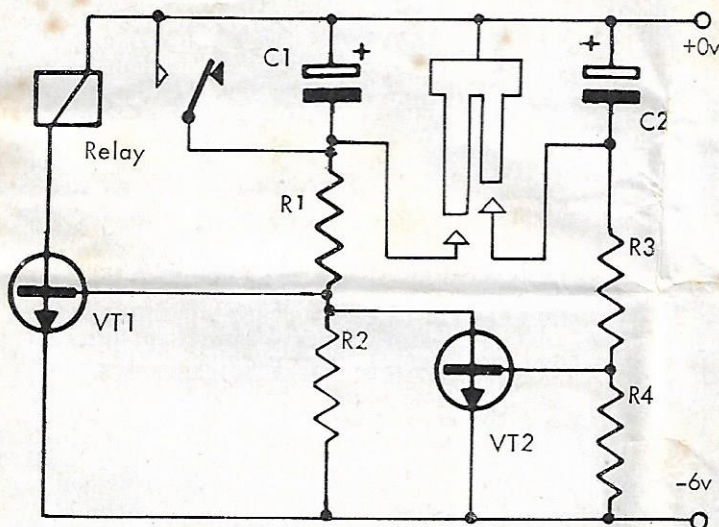 +0v
C1
+
+
C2
Relay
R1
R3
VT1
R2
R4
VT2
-6v